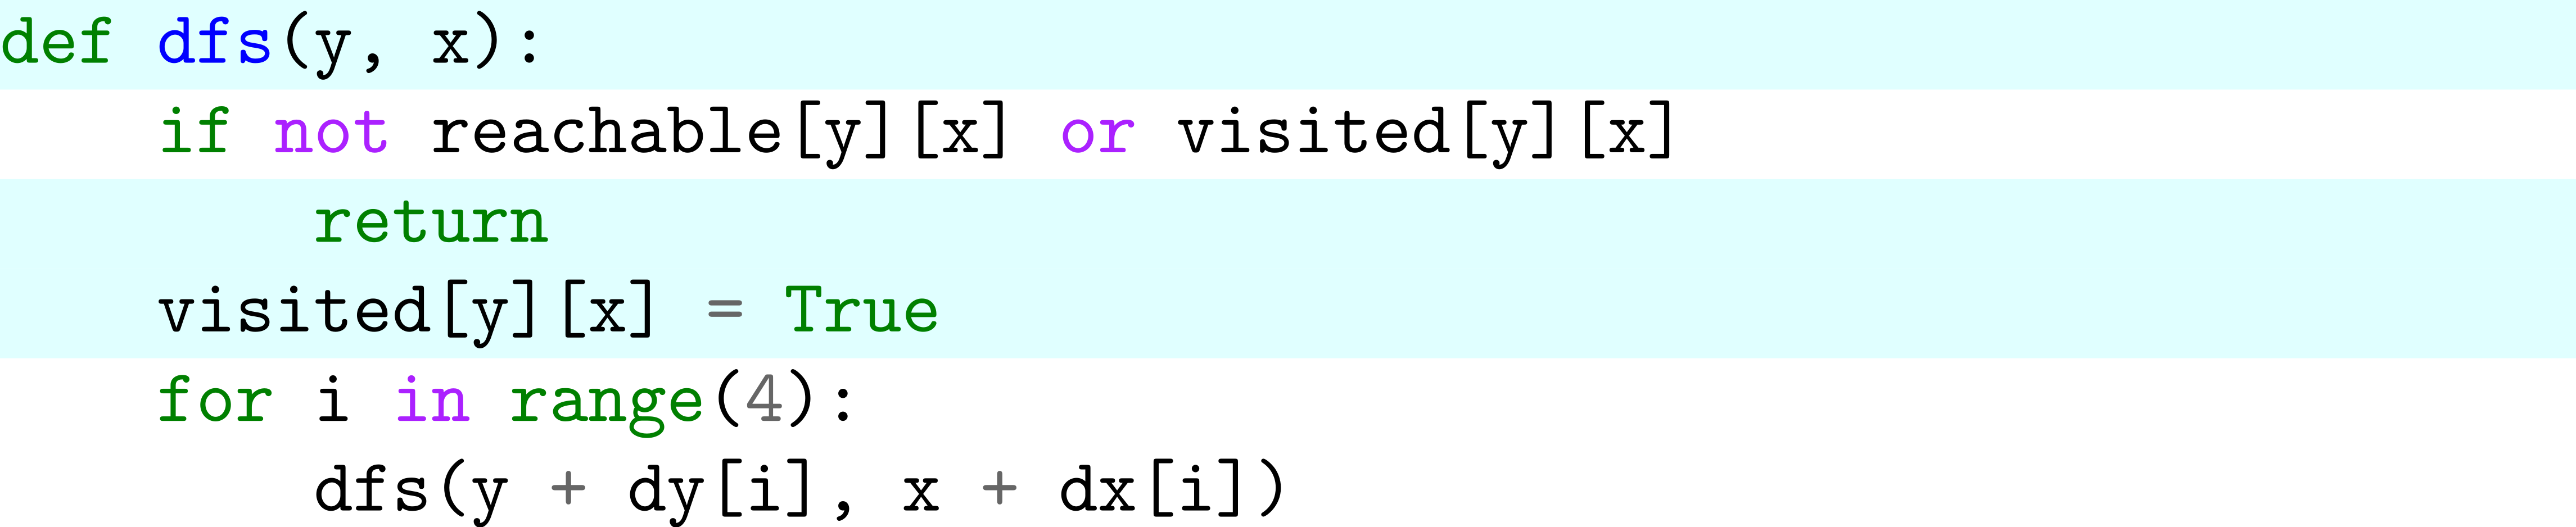 def dfs(y, x):
    if not reachable[y][x] or visited[y][x]
        return
    visited[y][x] = True
    for i in range(4):
        dfs(y + dy[i], x + dx[i])